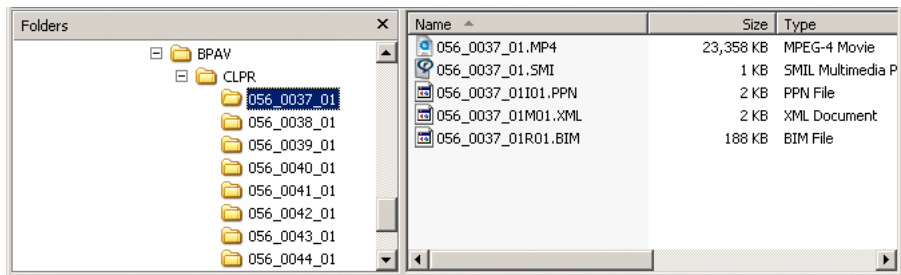 Folders
BPAV
CLPR
056_0037_01
056_0038_01
056_0039_01
056_0040_01
056_0041_01
056_0042_01
056_0043_01
056_0044_01
Name Size Type
056_0037_01.MP4 23,358 KB MPEG-4 Movie
056_0037_01.SMI 1 KB SMIL Multimedia P
056_0037_01I01.PPN 2 KB PPN File
056_0037_01M01.XML 2 KB XML Document
056_0037_01R01.BIM 188 KB BIM File